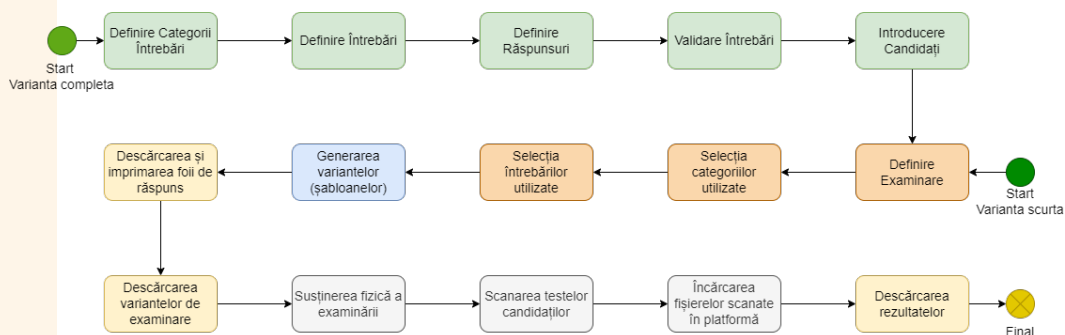 Definire Categorii
Întrebări
Definire Întrebări
Definire
Răspunsuri
Validare Întrebări
Introducere
Candidați
Start
Varianta completa
Descărcarea și
imprimarea foii de
răspuns
Generarea
variantelor
(șabloanelor)
Selecția
întrebărilor
utilizate
Selecția
categoriilor
utilizate
Definire
Examinare
Start
Varianta scurta
Descărcarea
variantelor de
examinare
Susținerea fizică a
examinării
Scanarea testelor
candidaților
Încărcarea
fișierelor scanate
în platformă
Descărcarea
rezultatelor
Final